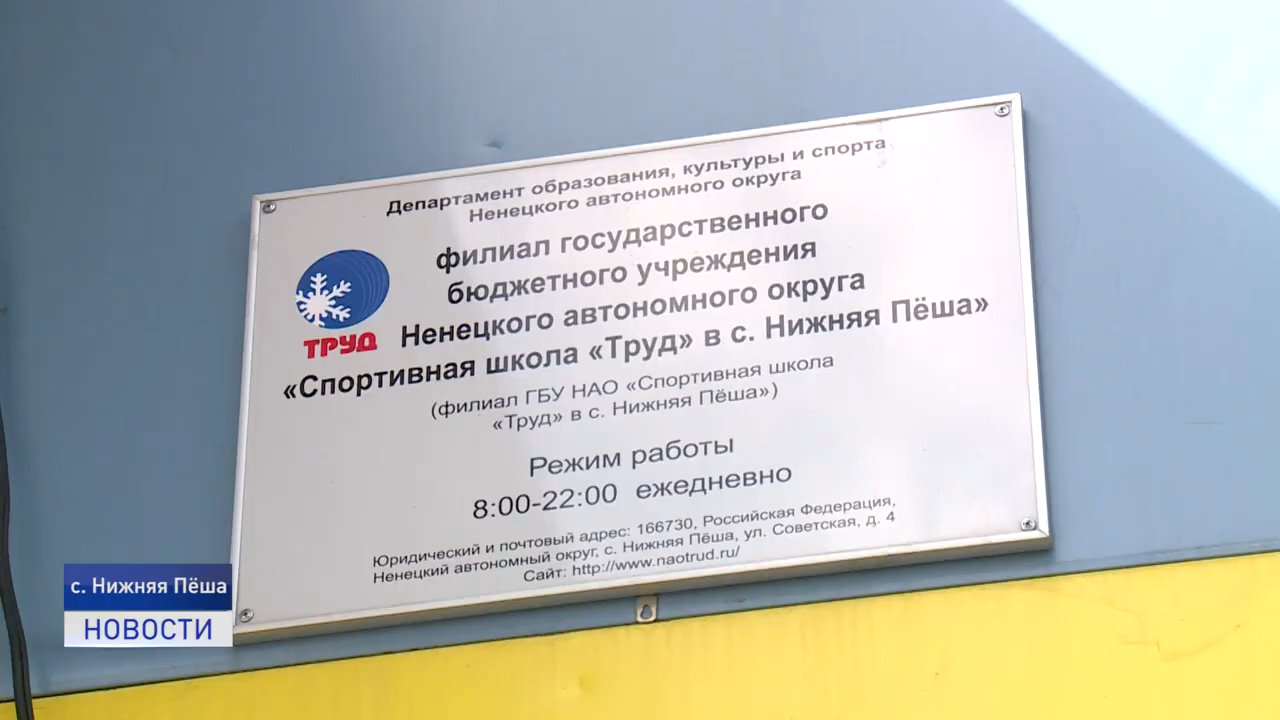 Департамент образования, культуры и спорта
Ненецкого автономного округа
филиал государственного
бюджетного учреждения
Ненецкого автономного округа
«Спортивная школа «Труд» в с. Нижняя Пёша»
ТРУД
(филиал ГБУ НАО «Спортивная школа
«Труд» в с. Нижняя Пёша»)
Режим работы
8:00-22:00 ежедневно
Юридический и почтовый адрес: 166730, Российская Федерация,
Ненецкий автономный округ, с. Нижняя Пёша, ул. Советская, д. 4
Сайт: http://www.naotrud.ru/
с. Нижняя Пёша
НОВОСТИ